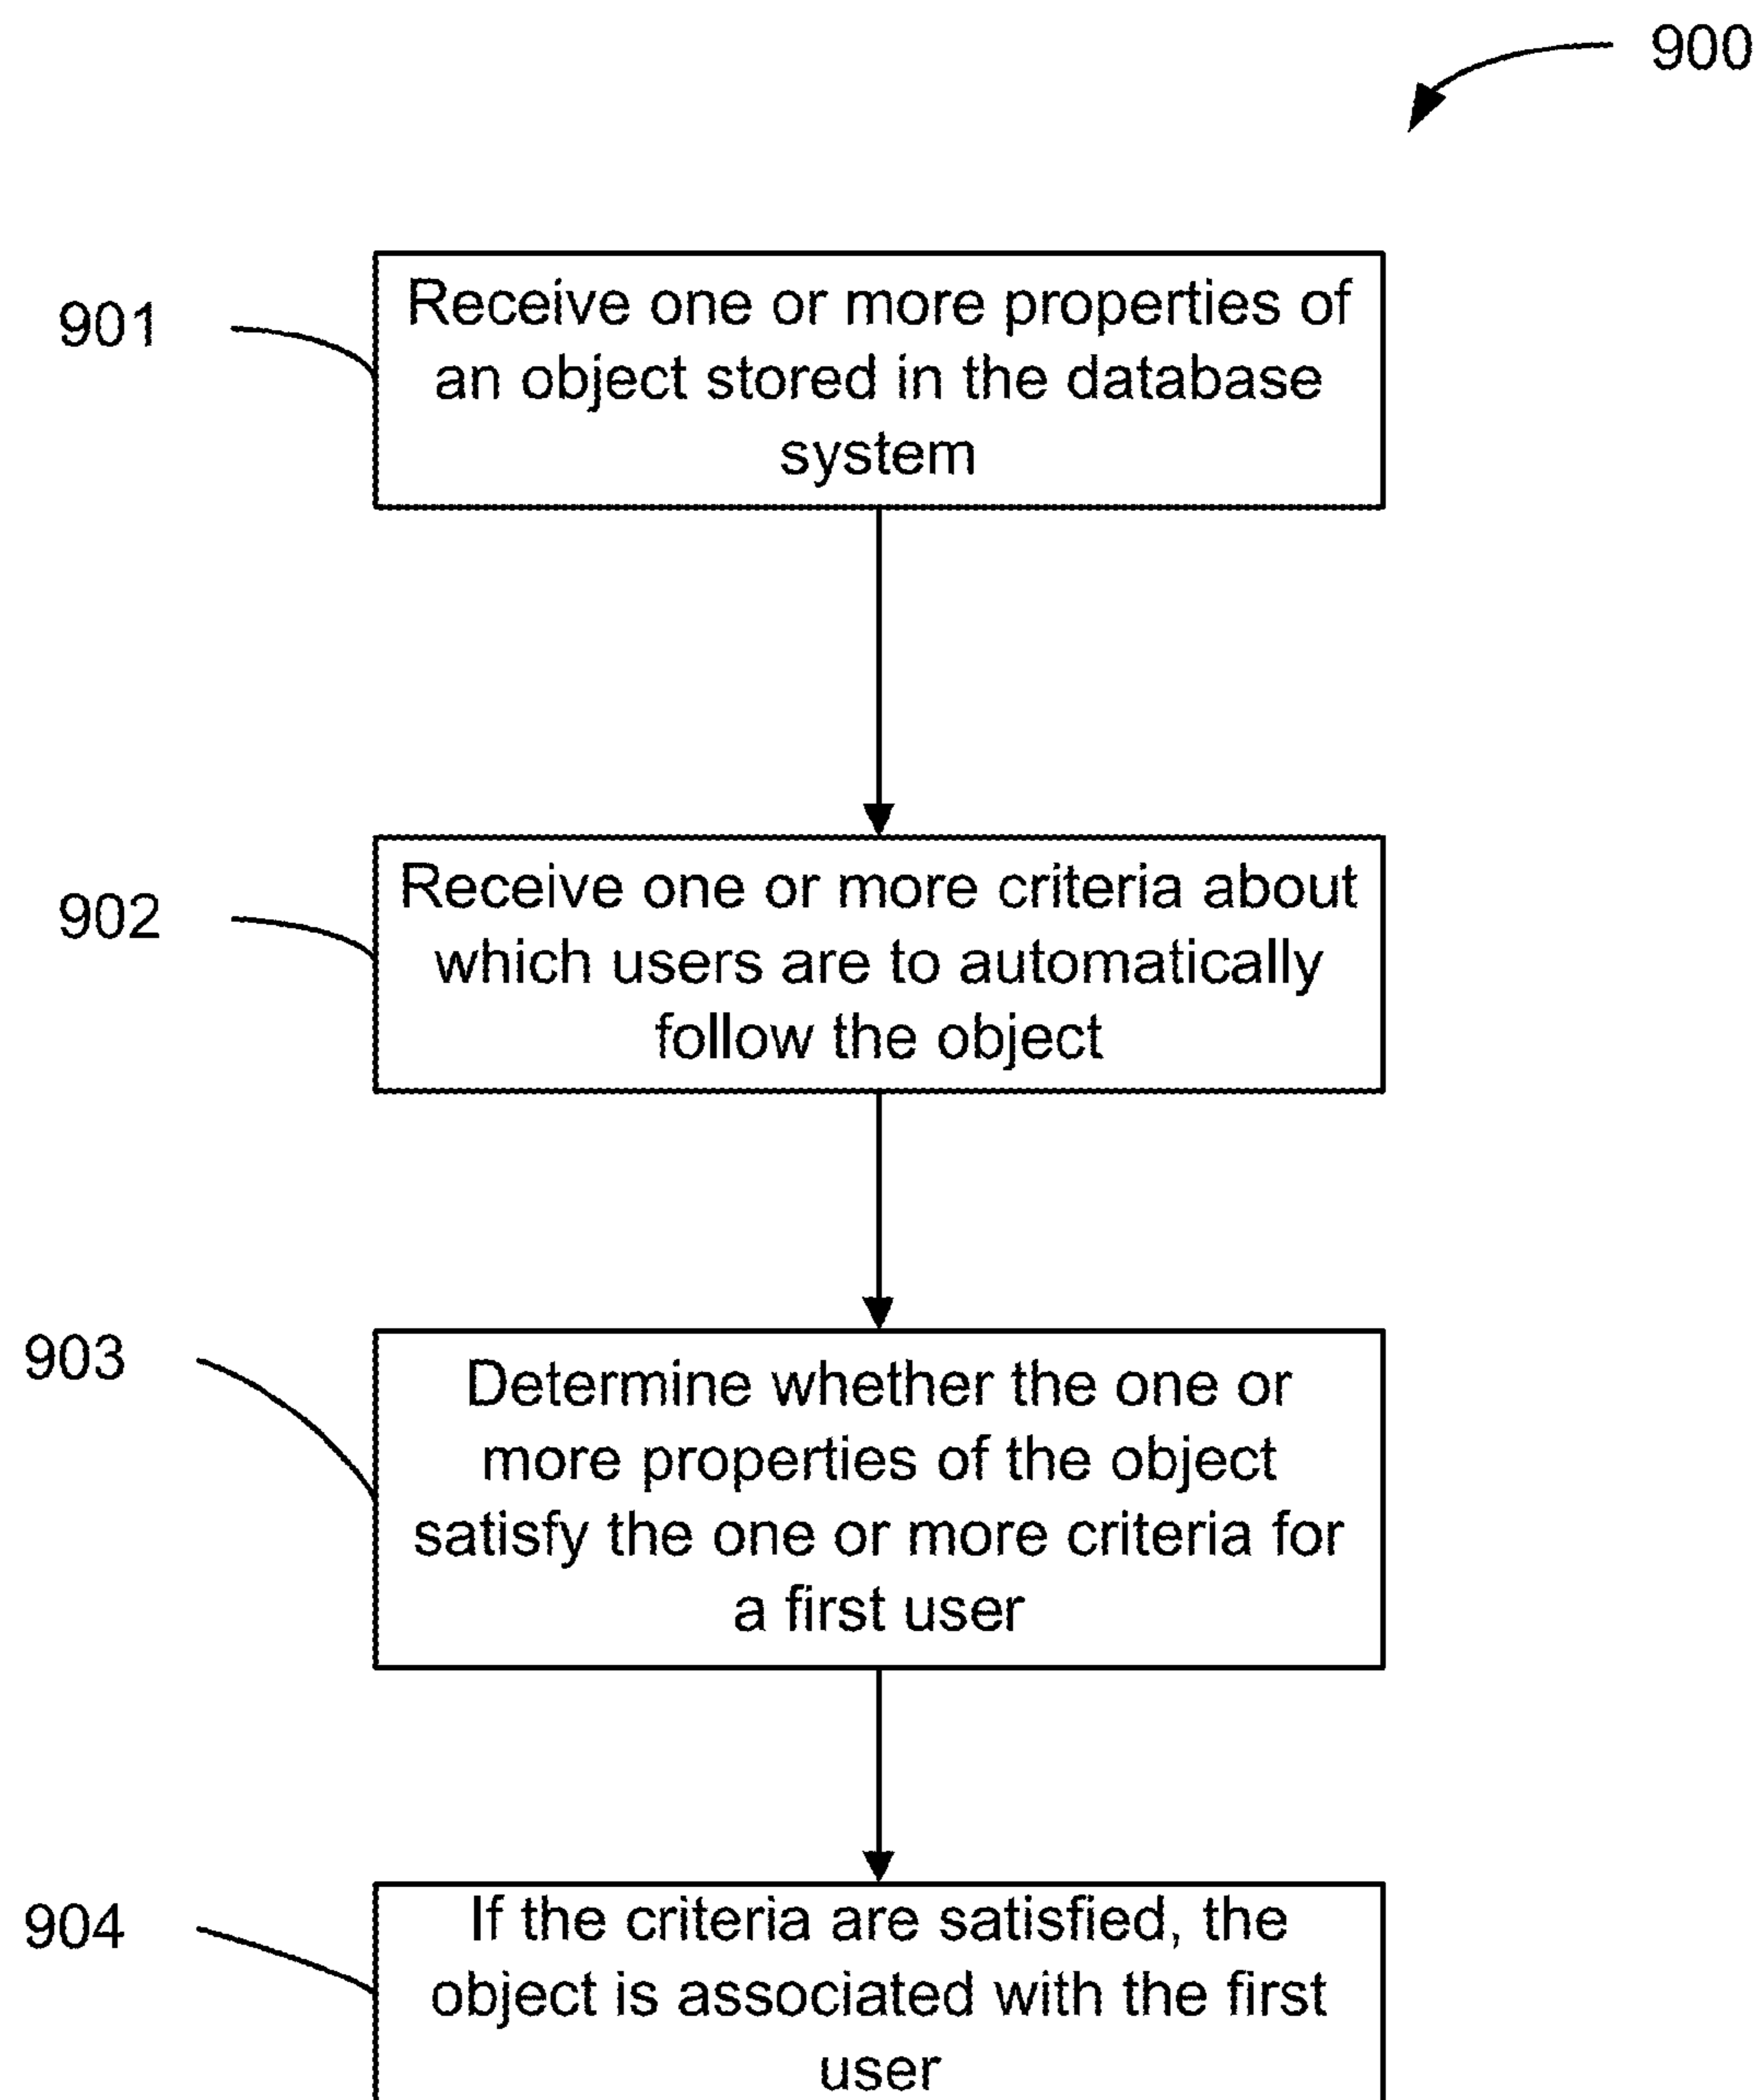 900
901
Receive one or more properties of
an object stored in the database
system
902
Receive one or more criteria about
which users are to automatically
follow the object
903
Determine whether the one or
more properties of the object
satisfy the one or more criteria for
a first user
904
If the criteria are satisfied, the
object is associated with the first
user